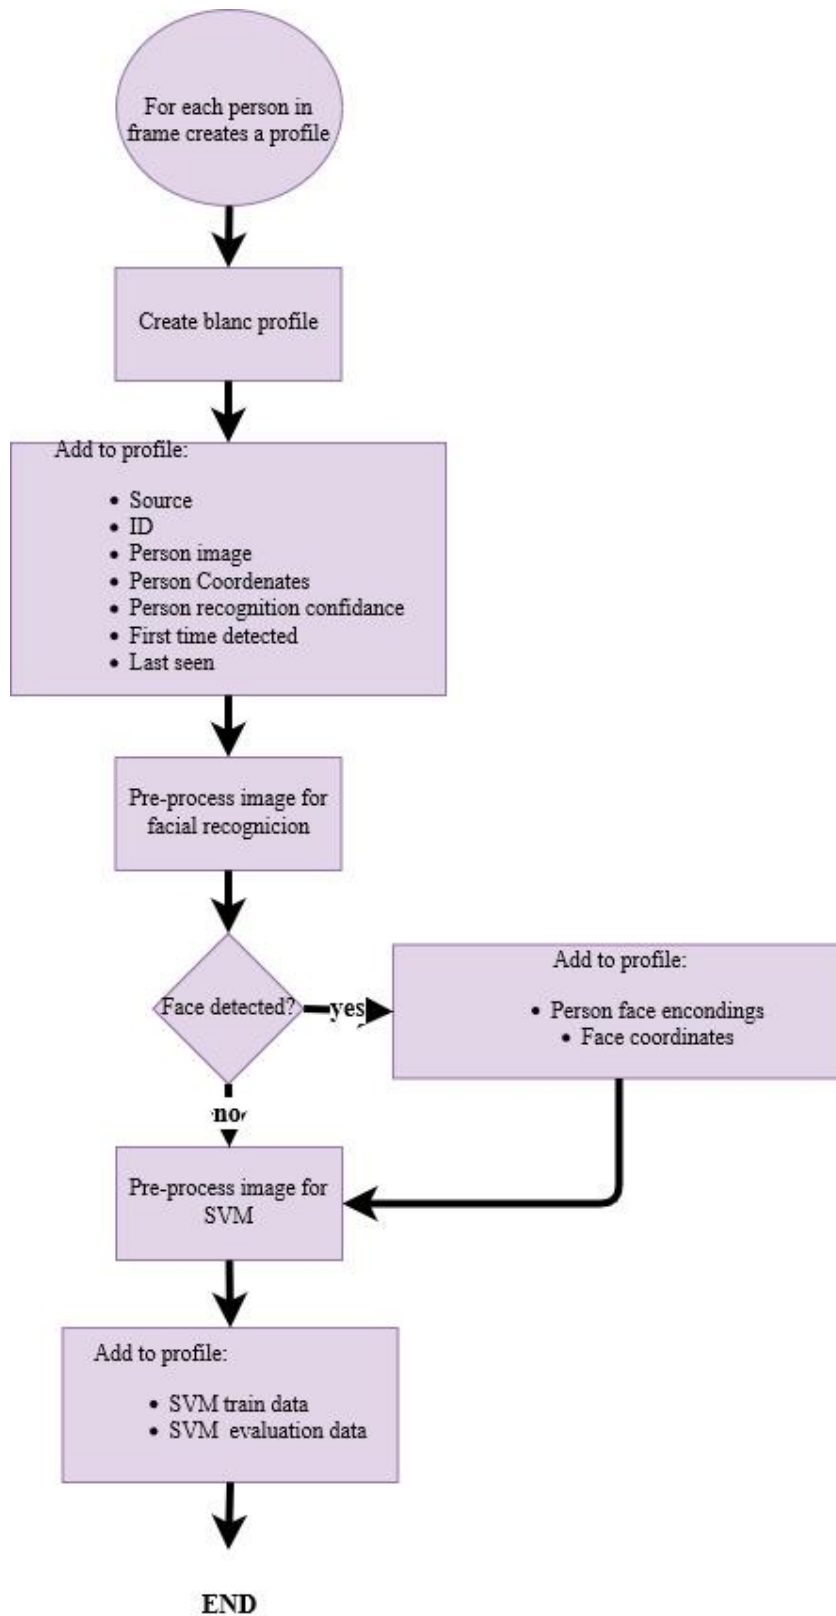 For each person in
frame creates a profile
Create blanc profile
Add to profile:
• Source
• ID
• Person image
• Person Coordenates
• Person recognition confidance
• First time detected
• Last seen
Pre-process image for
facial recognicion
Face detected?
yes
Add to profile:
• Person face encondings
• Face coordinates
no
Pre-process image for
SVM
Add to profile:
• SVM train data
• SVM evaluation data
END